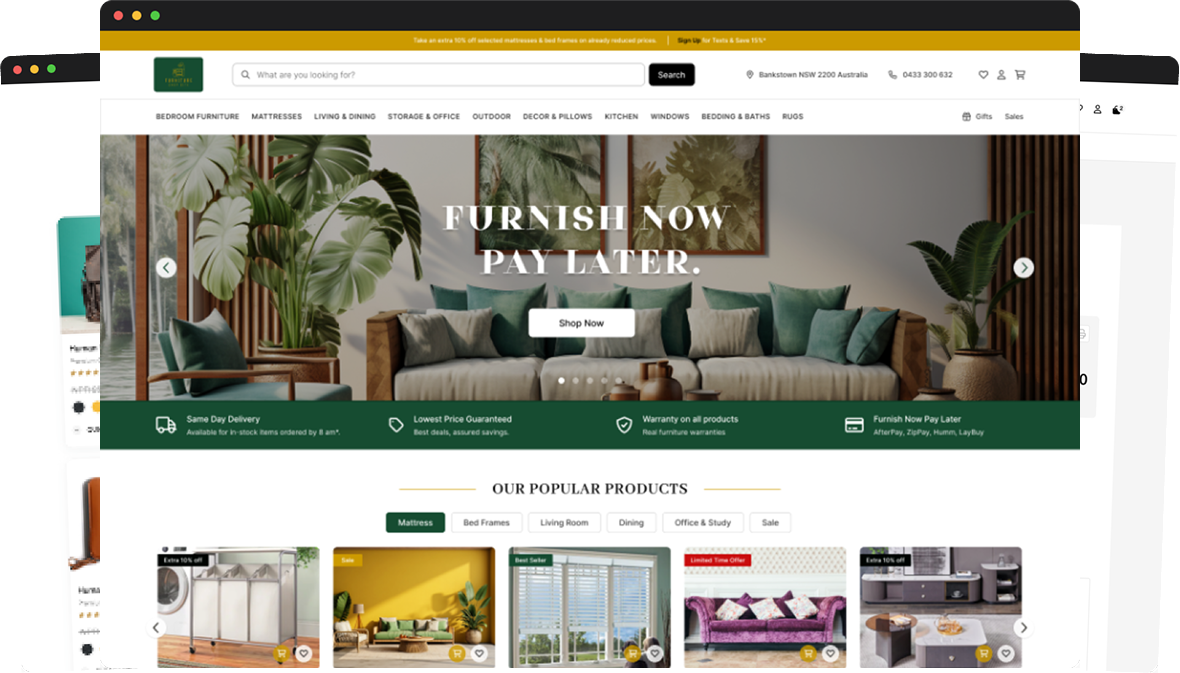 Take an extra 10% off selected mattresses & bed frames on already reduced prices. | Sign Up for Texts & Save 15%*
What are you looking for?
Search
Bankstown NSW 2200 Australia
0433 300 632
BEDROOM FURNITURE MATTRESSES LIVING & DINING STORAGE & OFFICE OUTDOOR DECOR & PILLOWS KITCHEN WINDOWS BEDDING & BATHS RUGS Gifts Sales
2
FURNISH NOW
PAY LATER.
Shop Now
Same Day Delivery
Available for in-stock items ordered by 8 am*.
Lowest Price Guaranteed
Best deals, assured savings.
Warranty on all products
Real furniture warranties
Furnish Now Pay Later
AfterPay, ZipPay, Humm, LayBuy
OUR POPULAR PRODUCTS
Mattress Bed Frames Living Room Dining Office & Study Sale
Extra 10% off
Sale
Best Seller
Limited Time Offer
Extra 10% off
Herman